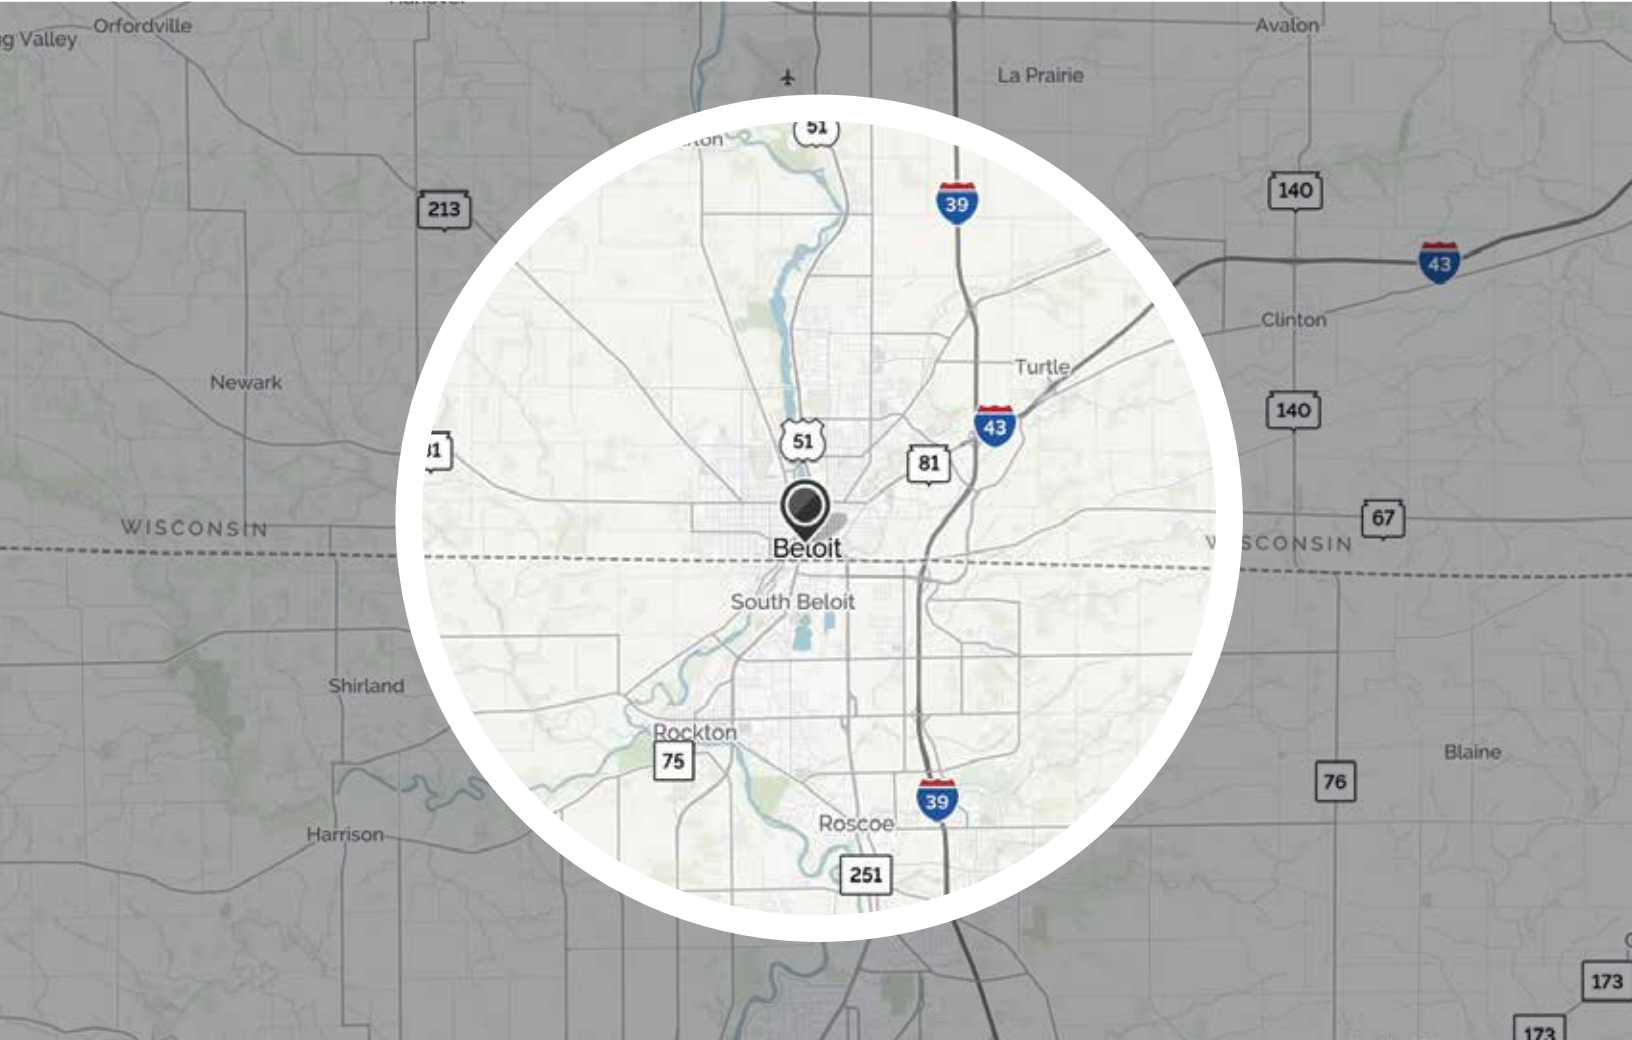 Orfordville
Avalon
Valley
La Prairie
51
39
140
213
43
Clinton
Turtle
Newark
140
43
51
81
67
WISCONSIN
Beloit
South Beloit
Shirland
Rockton
75
Blaine
76
39
Roscoe
Harrison
251
173
173